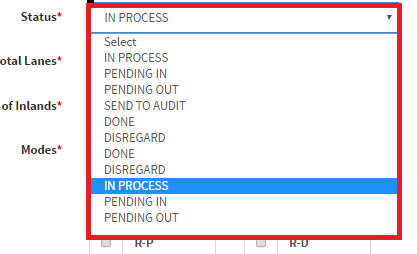 Status* IN PROCESS
Select
otal Lanes* IN PROCESS
PENDING IN
PENDING OUT
of Inlands* SEND TO AUDIT
DONE
DISREGARD
Modes* DONE
DISREGARD
IN PROCESS
PENDING IN
PENDING OUT
R-P R-D